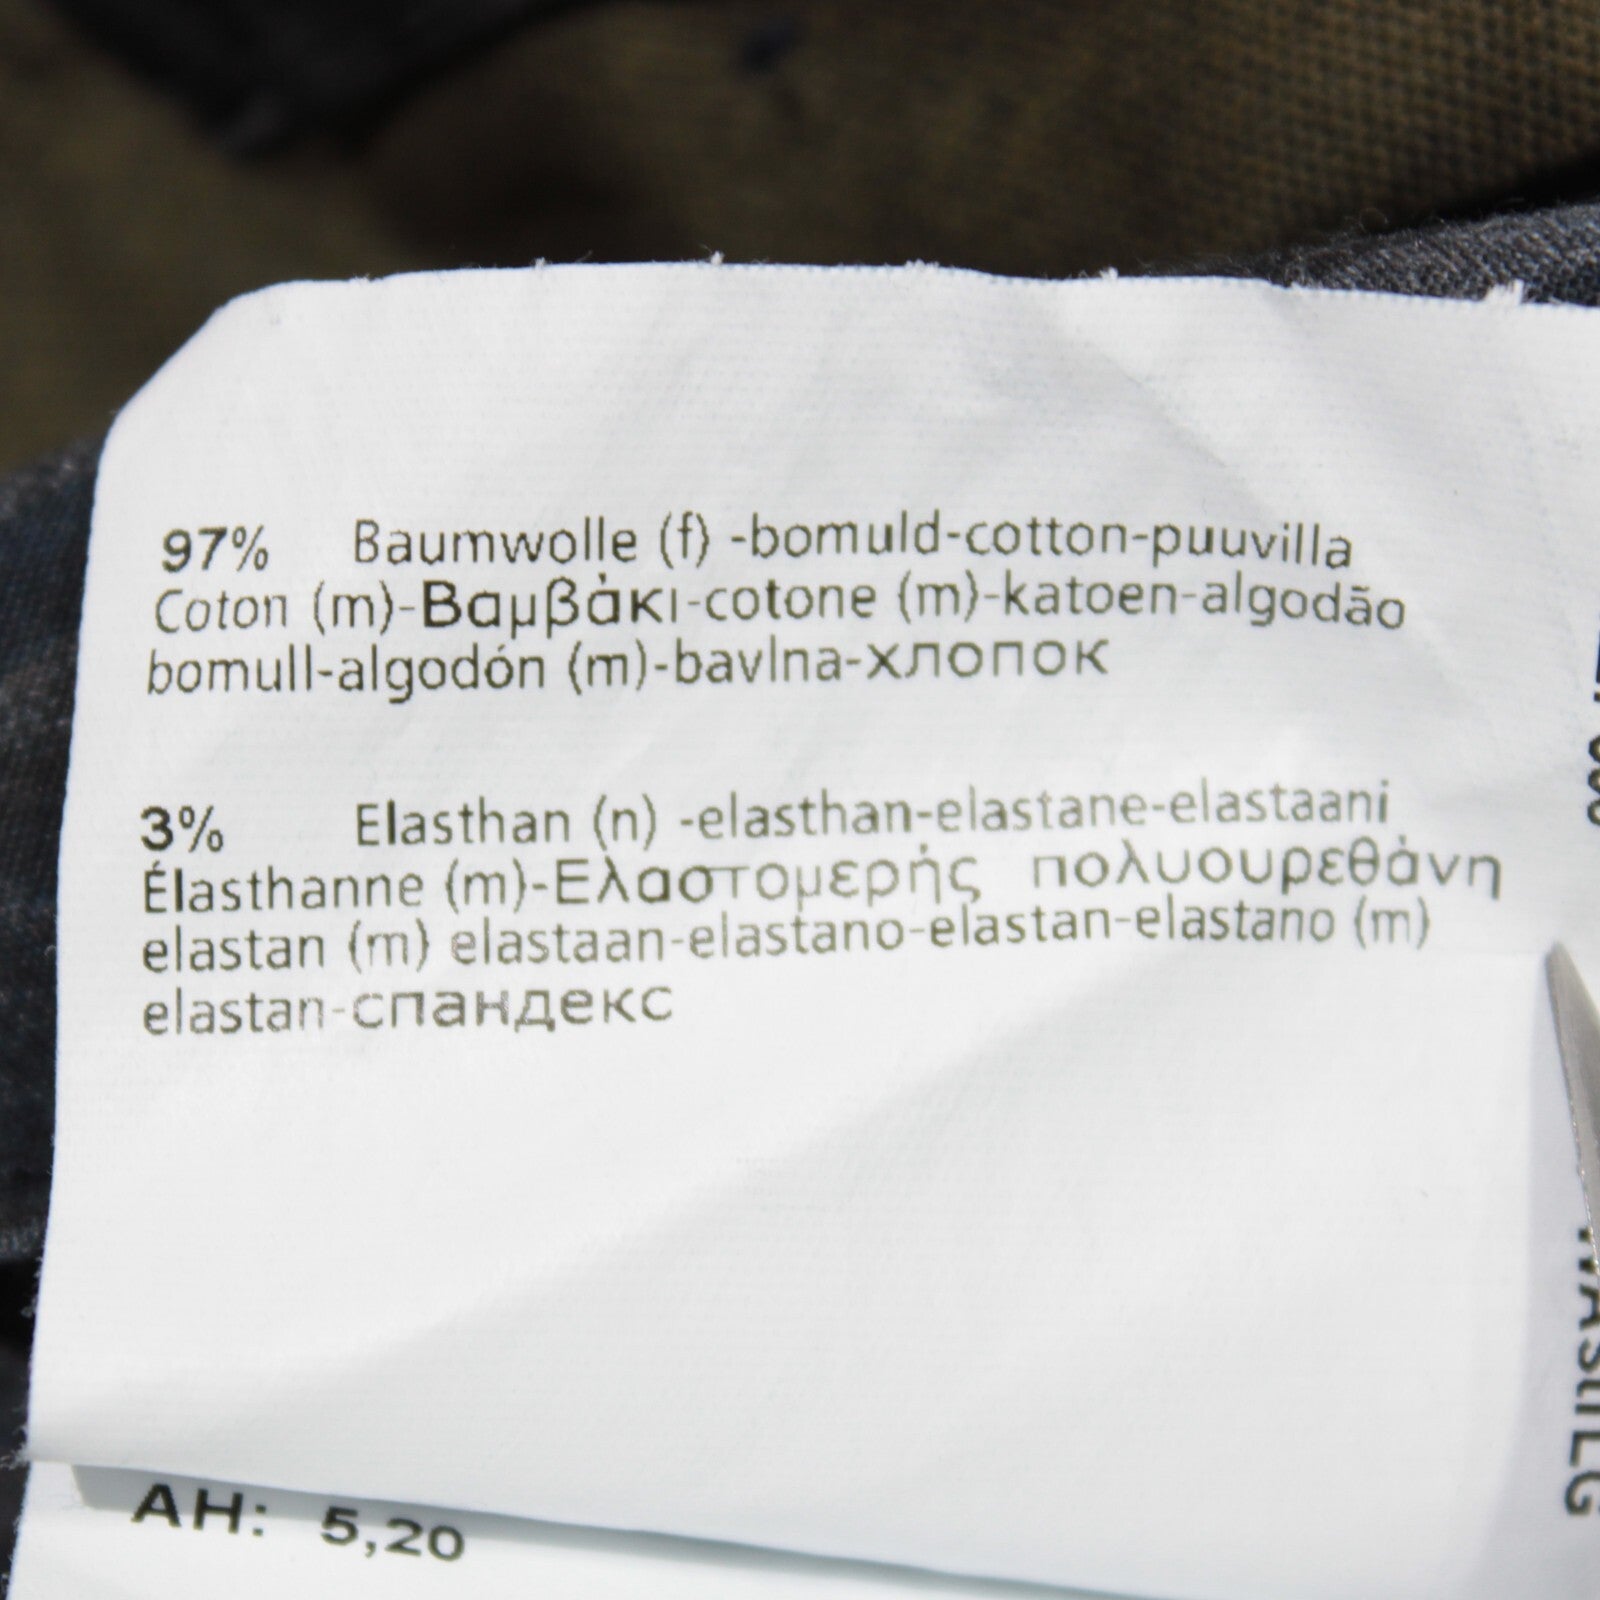 97% Baumwolle (f) -bomuld-cotton-puuvilla
Coton (m)-Βαμβάκι-cotone (m)-katoen-algodão
bomull-algodón (m)-bavlna-хлопок
3% Elasthan (n) -elasthan-elastane-elastaani
Élasthanne (m)-Ελαστομερής πολυουρεθάνη
elastan (m) elastaan-elastano-elastan-elastano (m)
elastan-спандекс
AH: 5,20